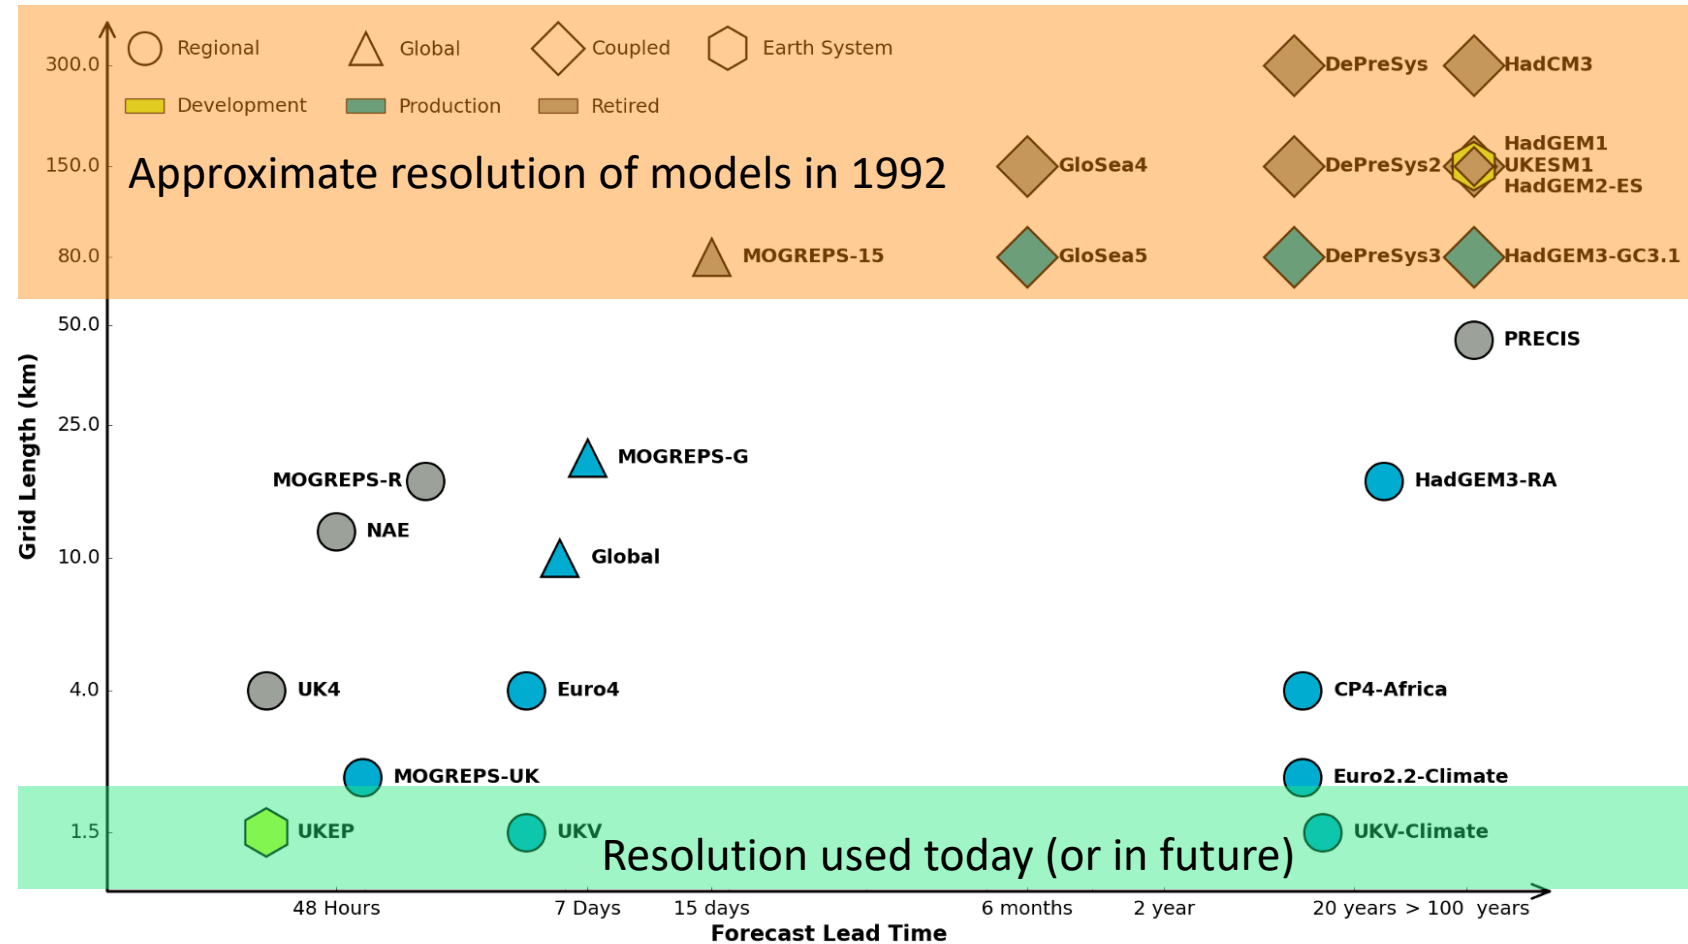 Regional Global Coupled Earth System
300.0 DePreSys HadCM3
Development Production Retired
HadGEM1
Approximate resolution of models in 1992
150.0 GloSea4 DePreSys2 UKESM1
HadGEM2-ES
80.0 MOGREPS-15 GloSea5 DePreSys3 HadGEM3-GC3.1
50.0 PRECIS
25.0
MOGREPS-G
MOGREPS-R HadGEM3-RA
NAE
10.0 Global
Grid Length (km)
4.0 UK4 Euro4 CP4-Africa
MOGREPS-UK Euro2.2-Climate
1.5 UKEP UKV UKV-Climate
Resolution used today (or in future)
48 Hours 7 Days 15 days 6 months 2 year 20 years > 100 years
Forecast Lead Time